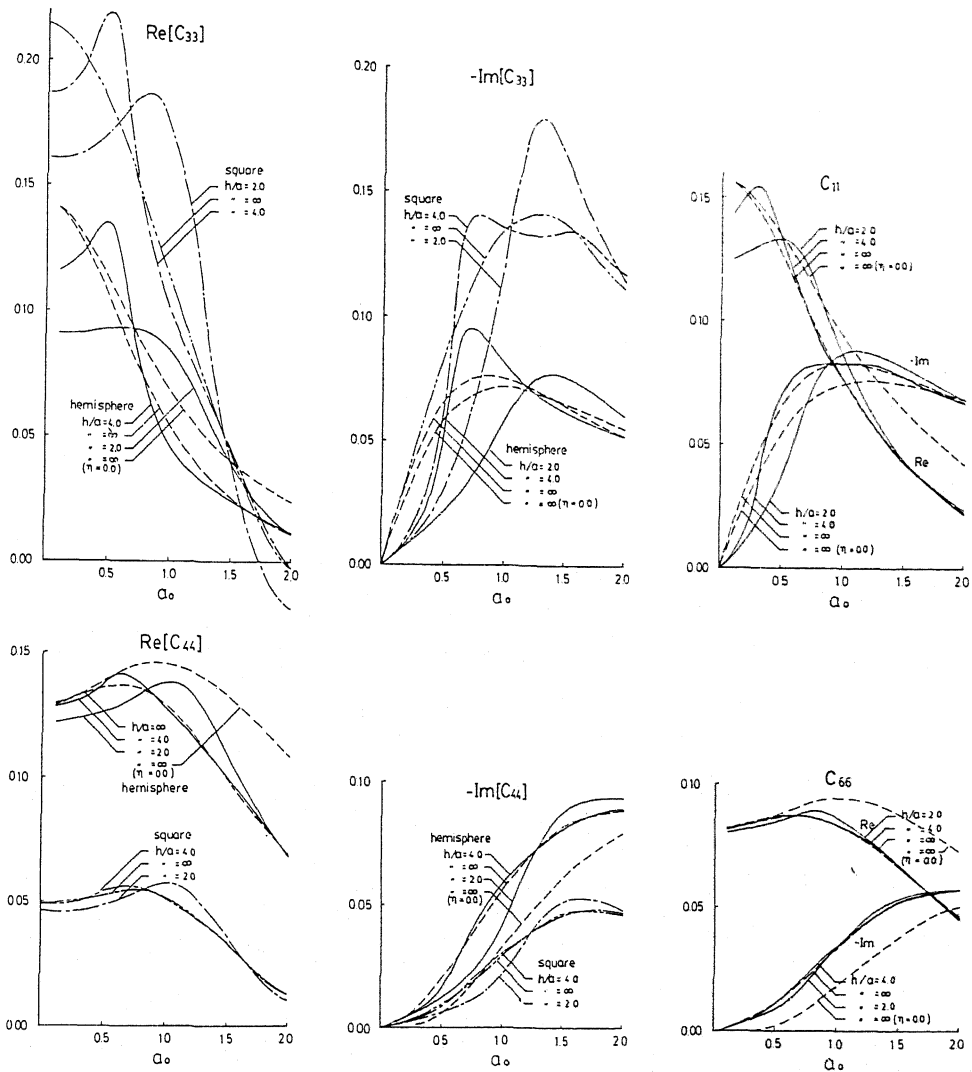 Re[C33]
0.20
0.15
0.10
0.05
0.00
square
h/a=2.0
〃 =∞
〃 =4.0
hemisphere
h/a=4.0
〃 =∞
〃 =2.0
〃 =∞
(η=0.0)
0.5
1.0
1.5
2.0
a0
-Im[C33]
0.20
0.15
0.10
0.05
0.00
square
h/a=4.0
〃 =∞
〃 =2.0
hemisphere
h/a=2.0
〃 =4.0
〃 =∞
〃 =∞(η=0.0)
0.5
1.0
1.5
2.0
a0
C11
0.15
0.10
0.05
0.00
h/a=2.0
〃 =4.0
〃 =∞
〃 =∞(η=0.0)
-Im
Re
h/a=2.0
〃 =4.0
〃 =∞
〃 =∞(η=0.0)
0.5
1.0
1.5
2.0
a0
Re[C44]
0.15
0.10
0.05
0.00
h/a=∞
〃 =4.0
〃 =2.0
〃 =∞
(η=0.0)
hemisphere
square
h/a=4.0
〃 =∞
〃 =2.0
0.5
1.0
1.5
2.0
a0
-Im[C44]
0.10
0.05
0.00
hemisphere
h/a=4.0
〃 =∞
〃 =2.0
〃 =∞
(η=0.0)
square
h/a=4.0
〃 =∞
〃 =2.0
0.5
1.0
1.5
2.0
a0
C66
0.10
0.05
0.00
Re
h/a=2.0
〃 =4.0
〃 =∞
〃 =∞
(η=0.0)
-Im
h/a=4.0
〃 =∞
〃 =2.0
〃 =∞(η=0.0)
0.5
1.0
1.5
2.0
a0